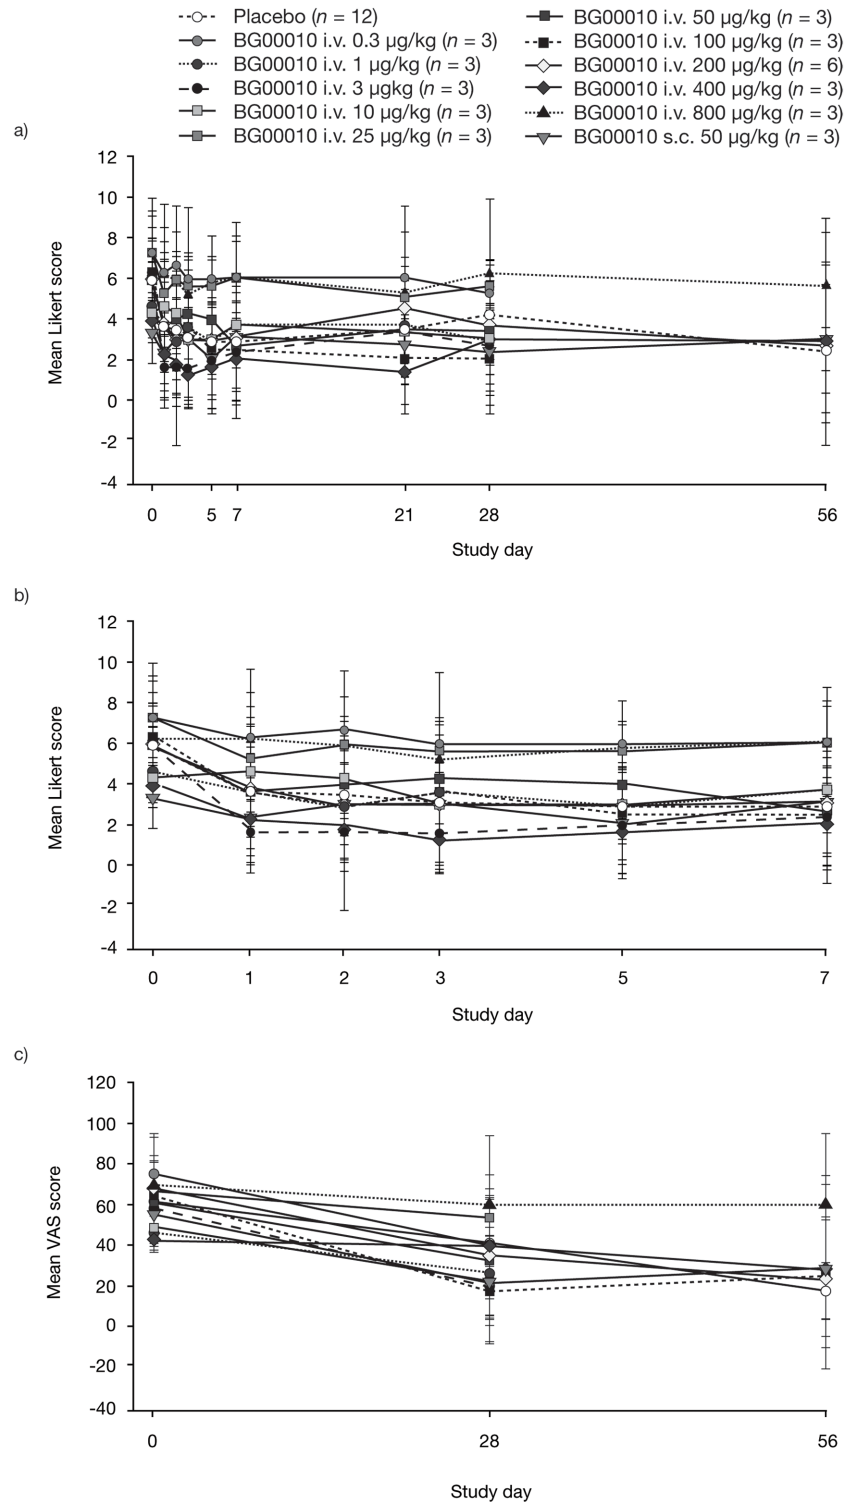 Placebo (n = 12)
BG00010 i.v. 0.3 µg/kg (n = 3)
BG00010 i.v. 1 µg/kg (n = 3)
BG00010 i.v. 3 µgkg (n = 3)
BG00010 i.v. 10 µg/kg (n = 3)
BG00010 i.v. 25 µg/kg (n = 3)
BG00010 i.v. 50 µg/kg (n = 3)
BG00010 i.v. 100 µg/kg (n = 3)
BG00010 i.v. 200 µg/kg (n = 6)
BG00010 i.v. 400 µg/kg (n = 3)
BG00010 i.v. 800 µg/kg (n = 3)
BG00010 s.c. 50 µg/kg (n = 3)
a)
Mean Likert score
12
10
8
6
4
2
0
-2
-4
0 5 7 21 28 56
Study day
b)
Mean Likert score
12
10
8
6
4
2
0
-2
-4
0 1 2 3 5 7
Study day
c)
Mean VAS score
120
100
80
60
40
20
0
-20
-40
0 28 56
Study day